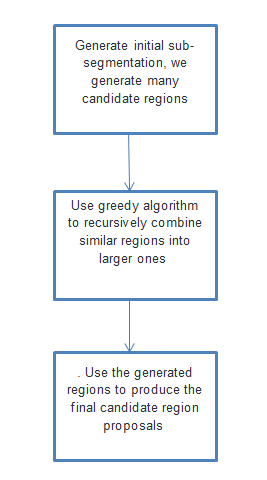 Generate initial sub-
segmentation, we
generate many
candidate regions
Use greedy algorithm
to recursively combine
similar regions into
larger ones
. Use the generated
regions to produce the
final candidate region
proposals